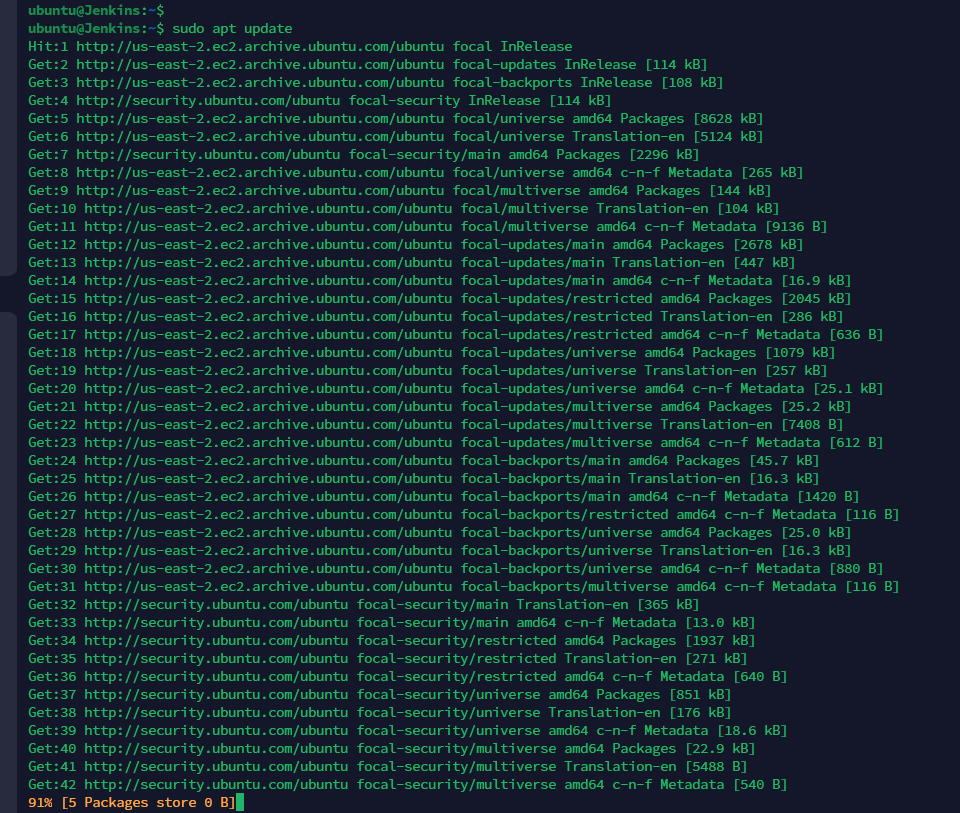 ubuntu@Jenkins:~$
ubuntu@Jenkins:~$ sudo apt update
Hit:1 http://us-east-2.ec2.archive.ubuntu.com/ubuntu focal InRelease
Get:2 http://us-east-2.ec2.archive.ubuntu.com/ubuntu focal-updates InRelease [114 kB]
Get:3 http://us-east-2.ec2.archive.ubuntu.com/ubuntu focal-backports InRelease [108 kB]
Get:4 http://security.ubuntu.com/ubuntu focal-security InRelease [114 kB]
Get:5 http://us-east-2.ec2.archive.ubuntu.com/ubuntu focal/universe amd64 Packages [8628 kB]
Get:6 http://us-east-2.ec2.archive.ubuntu.com/ubuntu focal/universe Translation-en [5124 kB]
Get:7 http://security.ubuntu.com/ubuntu focal-security/main amd64 Packages [2296 kB]
Get:8 http://us-east-2.ec2.archive.ubuntu.com/ubuntu focal/universe amd64 c-n-f Metadata [265 kB]
Get:9 http://us-east-2.ec2.archive.ubuntu.com/ubuntu focal/multiverse amd64 Packages [144 kB]
Get:10 http://us-east-2.ec2.archive.ubuntu.com/ubuntu focal/multiverse Translation-en [104 kB]
Get:11 http://us-east-2.ec2.archive.ubuntu.com/ubuntu focal/multiverse amd64 c-n-f Metadata [9136 B]
Get:12 http://us-east-2.ec2.archive.ubuntu.com/ubuntu focal-updates/main amd64 Packages [2678 kB]
Get:13 http://us-east-2.ec2.archive.ubuntu.com/ubuntu focal-updates/main Translation-en [447 kB]
Get:14 http://us-east-2.ec2.archive.ubuntu.com/ubuntu focal-updates/main amd64 c-n-f Metadata [16.9 kB]
Get:15 http://us-east-2.ec2.archive.ubuntu.com/ubuntu focal-updates/restricted amd64 Packages [2045 kB]
Get:16 http://us-east-2.ec2.archive.ubuntu.com/ubuntu focal-updates/restricted Translation-en [286 kB]
Get:17 http://us-east-2.ec2.archive.ubuntu.com/ubuntu focal-updates/restricted amd64 c-n-f Metadata [636 B]
Get:18 http://us-east-2.ec2.archive.ubuntu.com/ubuntu focal-updates/universe amd64 Packages [1079 kB]
Get:19 http://us-east-2.ec2.archive.ubuntu.com/ubuntu focal-updates/universe Translation-en [257 kB]
Get:20 http://us-east-2.ec2.archive.ubuntu.com/ubuntu focal-updates/universe amd64 c-n-f Metadata [25.1 kB]
Get:21 http://us-east-2.ec2.archive.ubuntu.com/ubuntu focal-updates/multiverse amd64 Packages [25.2 kB]
Get:22 http://us-east-2.ec2.archive.ubuntu.com/ubuntu focal-updates/multiverse Translation-en [7408 B]
Get:23 http://us-east-2.ec2.archive.ubuntu.com/ubuntu focal-updates/multiverse amd64 c-n-f Metadata [612 B]
Get:24 http://us-east-2.ec2.archive.ubuntu.com/ubuntu focal-backports/main amd64 Packages [45.7 kB]
Get:25 http://us-east-2.ec2.archive.ubuntu.com/ubuntu focal-backports/main Translation-en [16.3 kB]
Get:26 http://us-east-2.ec2.archive.ubuntu.com/ubuntu focal-backports/main amd64 c-n-f Metadata [1420 B]
Get:27 http://us-east-2.ec2.archive.ubuntu.com/ubuntu focal-backports/restricted amd64 c-n-f Metadata [116 B]
Get:28 http://us-east-2.ec2.archive.ubuntu.com/ubuntu focal-backports/universe amd64 Packages [25.0 kB]
Get:29 http://us-east-2.ec2.archive.ubuntu.com/ubuntu focal-backports/universe Translation-en [16.3 kB]
Get:30 http://us-east-2.ec2.archive.ubuntu.com/ubuntu focal-backports/universe amd64 c-n-f Metadata [880 B]
Get:31 http://us-east-2.ec2.archive.ubuntu.com/ubuntu focal-backports/multiverse amd64 c-n-f Metadata [116 B]
Get:32 http://security.ubuntu.com/ubuntu focal-security/main Translation-en [365 kB]
Get:33 http://security.ubuntu.com/ubuntu focal-security/main amd64 c-n-f Metadata [13.0 kB]
Get:34 http://security.ubuntu.com/ubuntu focal-security/restricted amd64 Packages [1937 kB]
Get:35 http://security.ubuntu.com/ubuntu focal-security/restricted Translation-en [271 kB]
Get:36 http://security.ubuntu.com/ubuntu focal-security/restricted amd64 c-n-f Metadata [640 B]
Get:37 http://security.ubuntu.com/ubuntu focal-security/universe amd64 Packages [851 kB]
Get:38 http://security.ubuntu.com/ubuntu focal-security/universe Translation-en [176 kB]
Get:39 http://security.ubuntu.com/ubuntu focal-security/universe amd64 c-n-f Metadata [18.6 kB]
Get:40 http://security.ubuntu.com/ubuntu focal-security/multiverse amd64 Packages [22.9 kB]
Get:41 http://security.ubuntu.com/ubuntu focal-security/multiverse Translation-en [5488 B]
Get:42 http://security.ubuntu.com/ubuntu focal-security/multiverse amd64 c-n-f Metadata [540 B]
91% [5 Packages store 0 B]